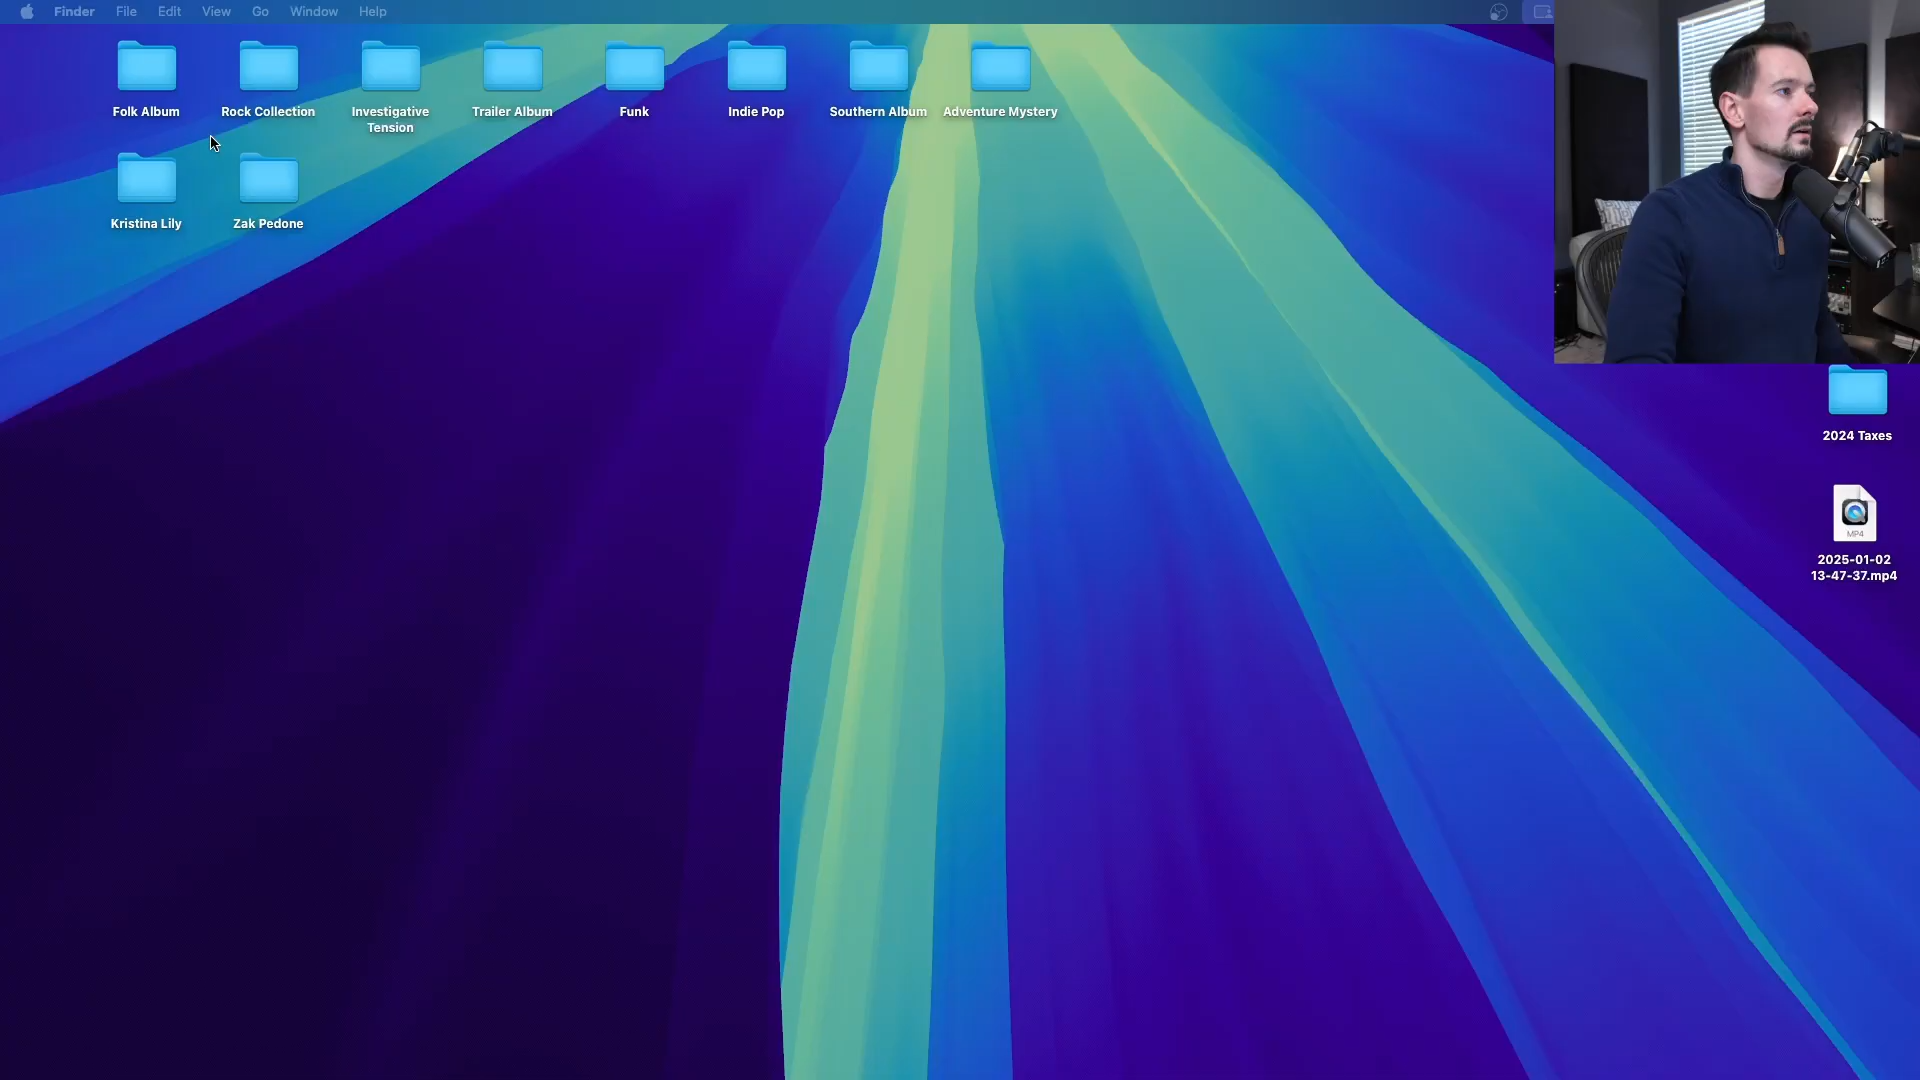 Finder File Edit View Go Window Help
Folk Album
Rock Collection
Investigative
Tension
Trailer Album
Funk
Indie Pop
Southern Album
Adventure Mystery
Kristina Lily
Zak Pedone
2024 Taxes
MP4
2025-01-02
13-47-37.mp4